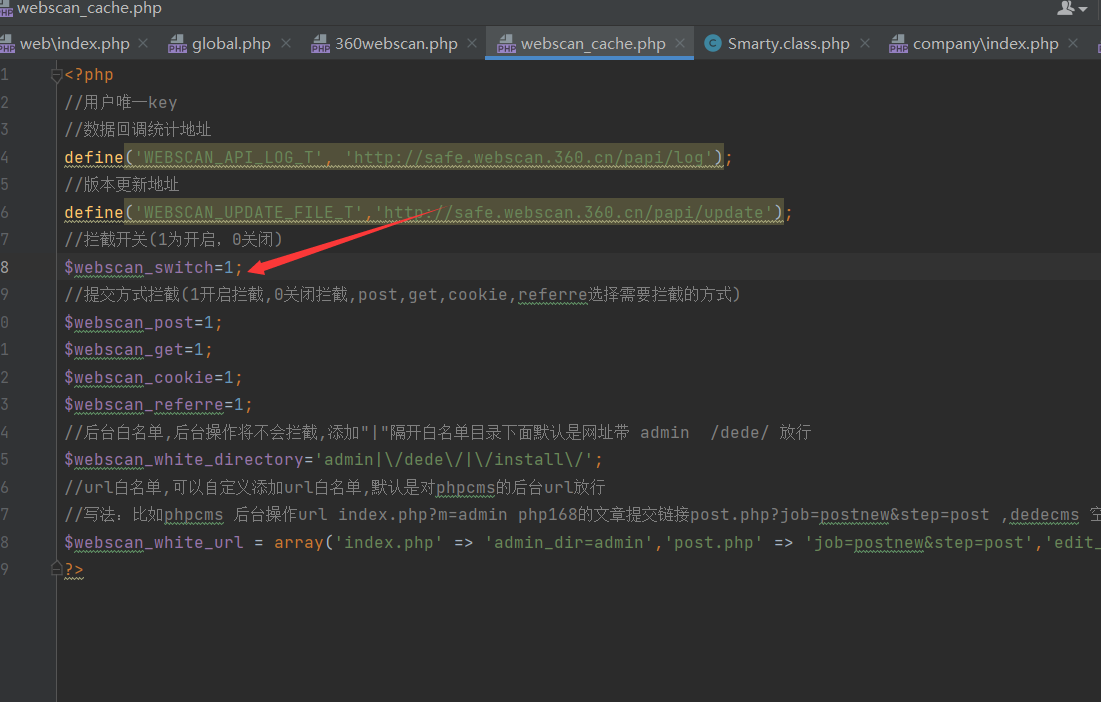 webscan_cache.php
web\index.php
global.php
360webscan.php
webscan_cache.php
Smarty.class.php
company\index.php
1 <?php
2 //用户唯一key
3 //数据回调统计地址
4 define('WEBSCAN_API_LOG_T', 'http://safe.webscan.360.cn/papi/log');
5 //版本更新地址
6 define('WEBSCAN_UPDATE_FILE_T','http://safe.webscan.360.cn/papi/update');
7 //拦截开关(1为开启，0关闭)
8 $webscan_switch=1;
9 //提交方式拦截(1开启拦截,0关闭拦截,post,get,cookie,referre选择需要拦截的方式)
0 $webscan_post=1;
1 $webscan_get=1;
2 $webscan_cookie=1;
3 $webscan_referre=1;
4 //后台白名单,后台操作将不会拦截,添加"|"隔开白名单目录下面默认是网址带 admin  /dede/ 放行
5 $webscan_white_directory='admin|\/dede\/|\/install\/';
6 //url白名单,可以自定义添加url白名单,默认是对phpcms的后台url放行
7 //写法：比如phpcms 后台操作url index.php?m=admin php168的文章提交链接post.php?job=postnew&step=post ,dedecms 空
8 $webscan_white_url = array('index.php' => 'admin_dir=admin','post.php' => 'job=postnew&step=post','edit_
9 ?>